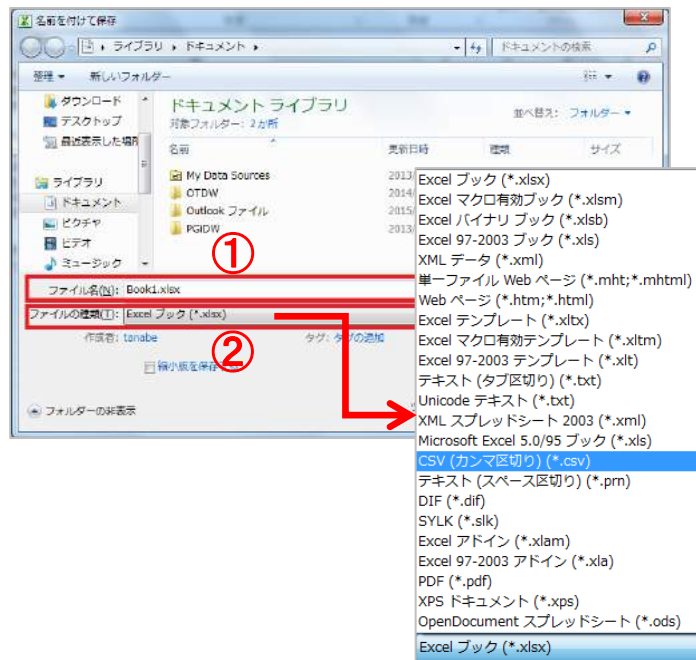 名前を付けて保存
ライブラリ ▸ ドキュメント ▸
ドキュメントの検索
整理 新しいフォルダー
ダウンロード
デスクトップ
最近表示した場所
ライブラリ
ドキュメント
ピクチャ
ビデオ
ミュージック
ドキュメント ライブラリ
対象フォルダー: 2か所
並べ替え: フォルダー
名前 更新日時 種類 サイズ
My Data Sources 2013/
OTDW 2014/
Outlook ファイル 2015/
PGIDW 2013/
①
ファイル名(N): Book1.xlsx
ファイルの種類(T): Excel ブック (*.xlsx)
作成者: tanabe タグ: タグの追加
②
縮小版を保存する
フォルダーの非表示
Excel ブック (*.xlsx)
Excel マクロ有効ブック (*.xlsm)
Excel バイナリ ブック (*.xlsb)
Excel 97-2003 ブック (*.xls)
XML データ (*.xml)
単一ファイル Web ページ (*.mht;*.mhtml)
Web ページ (*.htm;*.html)
Excel テンプレート (*.xltx)
Excel マクロ有効テンプレート (*.xltm)
Excel 97-2003 テンプレート (*.xlt)
テキスト (タブ区切り) (*.txt)
Unicode テキスト (*.txt)
XML スプレッドシート 2003 (*.xml)
Microsoft Excel 5.0/95 ブック (*.xls)
CSV (カンマ区切り) (*.csv)
テキスト (スペース区切り) (*.prn)
DIF (*.dif)
SYLK (*.slk)
Excel アドイン (*.xlam)
Excel 97-2003 アドイン (*.xla)
PDF (*.pdf)
XPS ドキュメント (*.xps)
OpenDocument スプレッドシート (*.ods)
Excel ブック (*.xlsx)